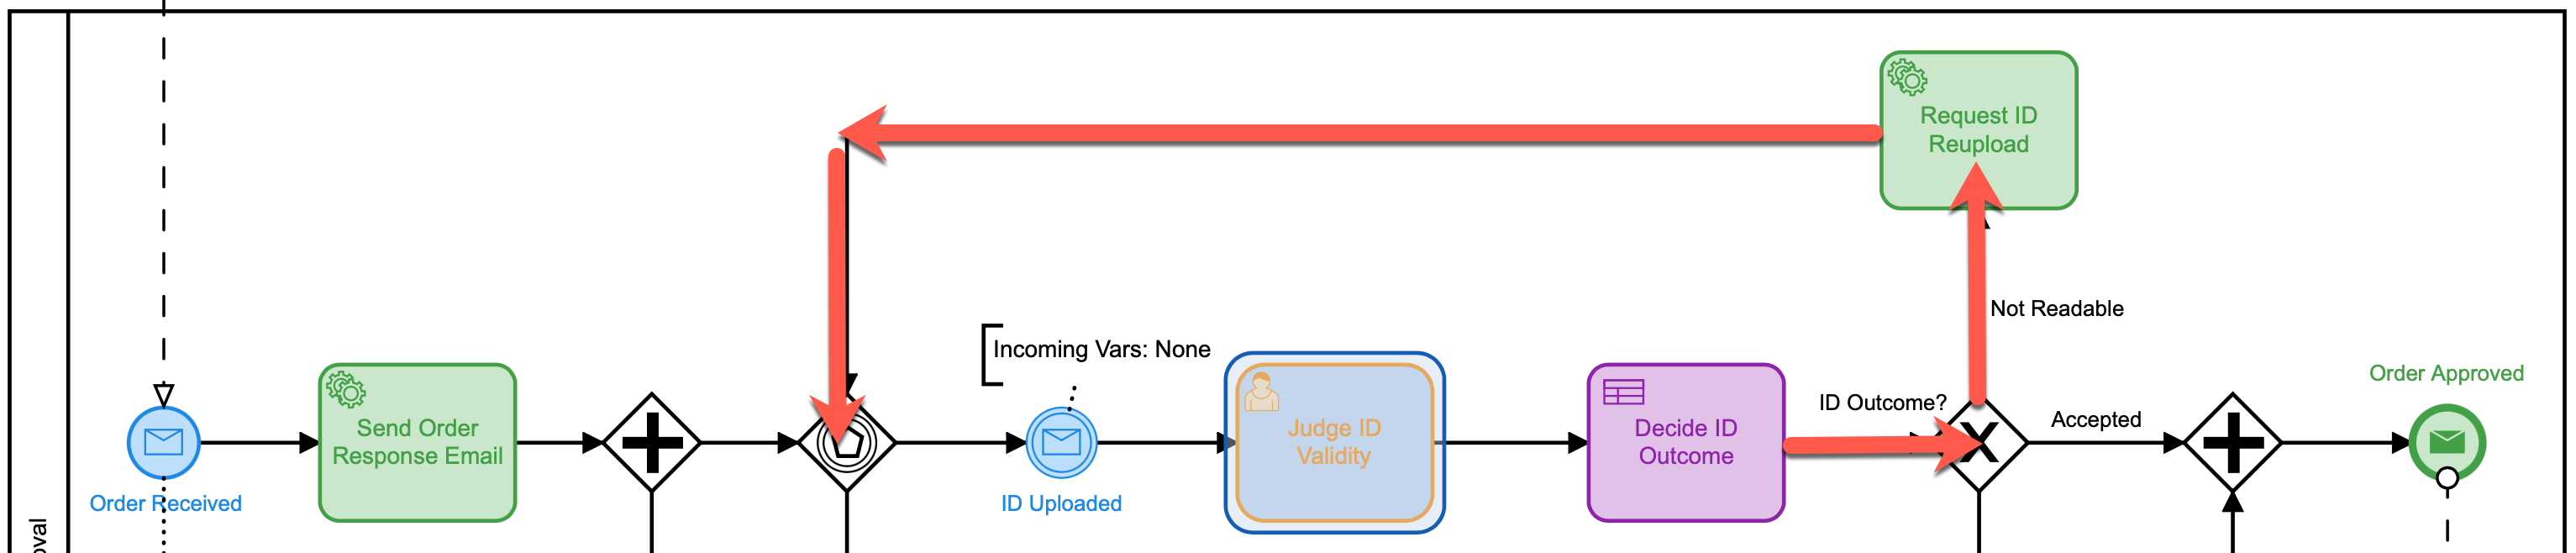 Request ID
Reupload
Not Readable
Incoming Vars: None
Order Approved
ID Outcome?
Accepted
Send Order
Response Email
Judge ID
Validity
Decide ID
Outcome
Order Received
ID Uploaded